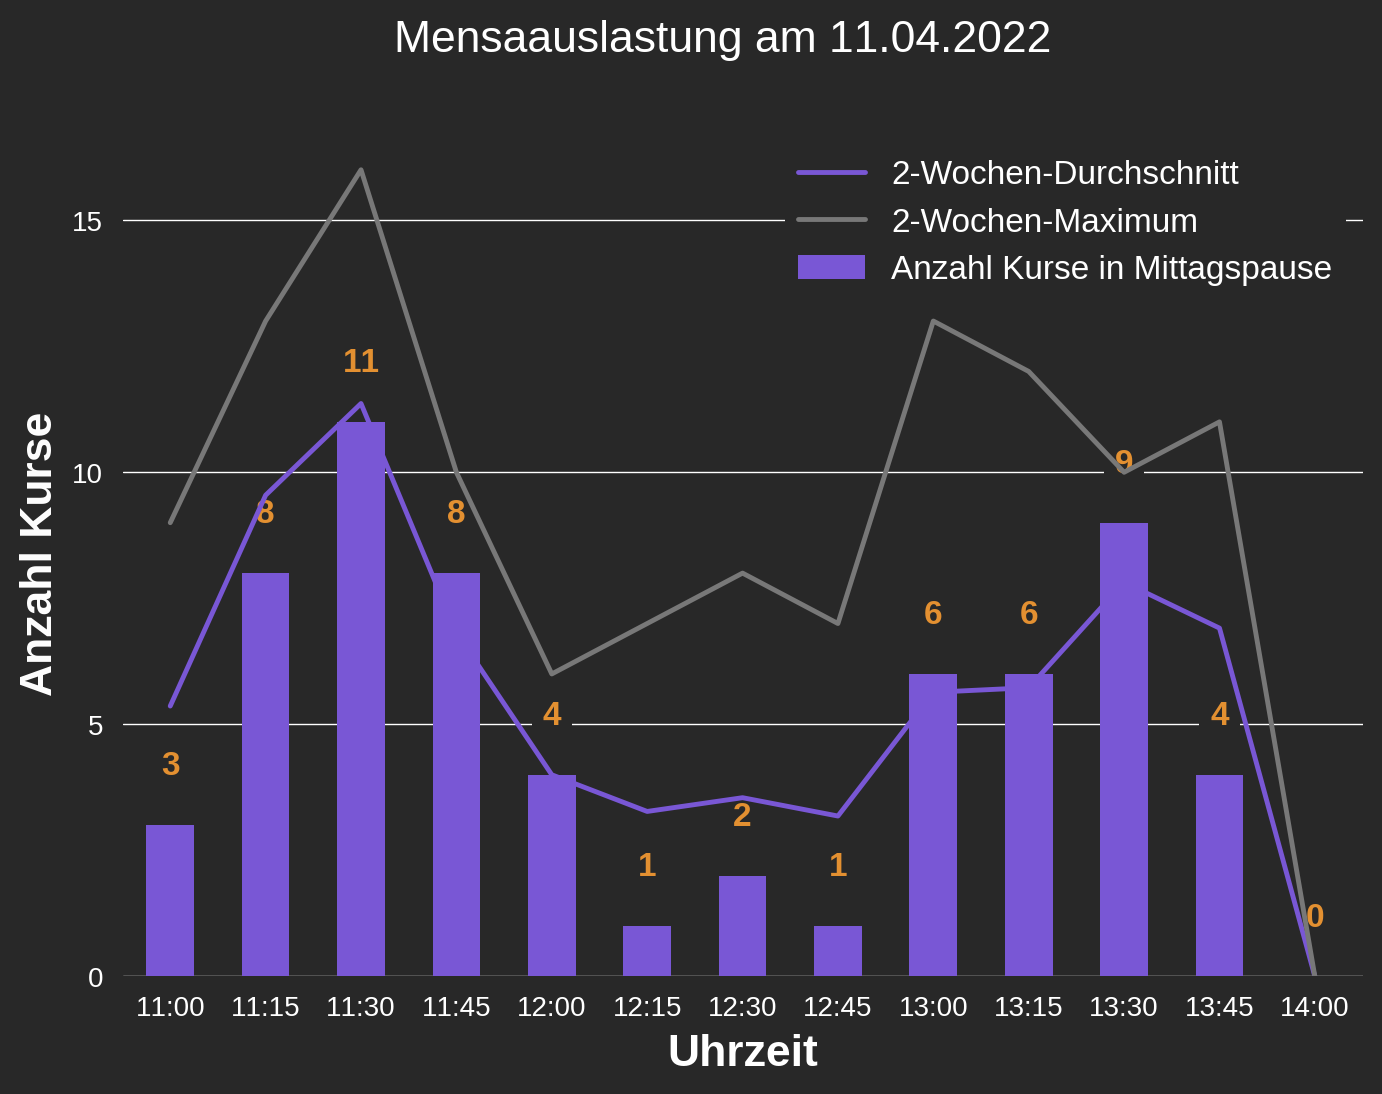 Mensaauslastung am 11.04.2022
2-Wochen-Durchschnitt
2-Wochen-Maximum
Anzahl Kurse in Mittagspause
Anzahl Kurse
15
10
5
0
3
8
11
8
4
1
2
1
6
6
9
4
0
11:00 11:15 11:30 11:45 12:00 12:15 12:30 12:45 13:00 13:15 13:30 13:45 14:00
Uhrzeit